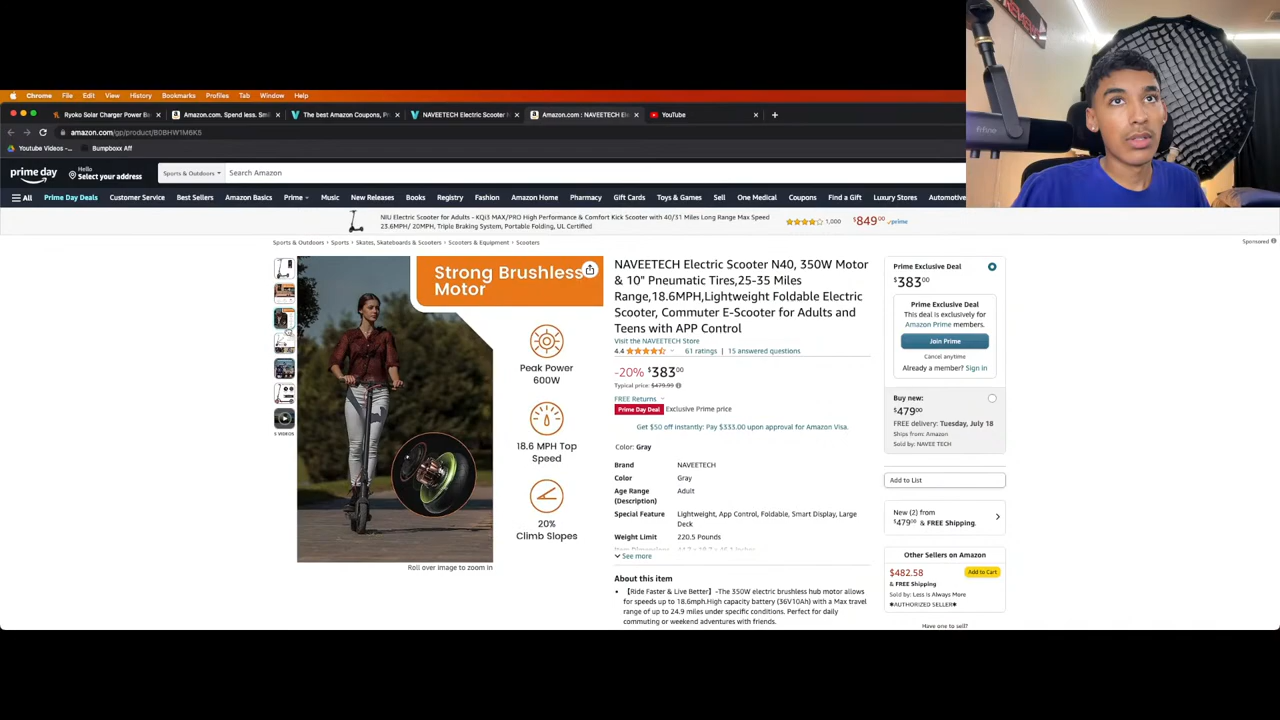 Chrome File Edit View History Bookmarks Profiles Tab Window Help
Ryoko Solar Charger Power Ba
Amazon.com. Spend less. Smi
The best Amazon Coupons, Pr
NAVEETECH Electric Scooter
Amazon.com : NAVEETECH El
YouTube
amazon.com/gp/product/B0BHW1M6K6
YouTube Videos -...
Bumpboxx Aff
prime day
Hello
Select your address
Sports & Outdoors
Search Amazon
All Prime Day Deals Customer Service Best Sellers Amazon Basics Prime Music New Releases Books Registry Fashion Amazon Home Pharmacy Gift Cards Toys & Games Sell One Medical Coupons Find a Gift Luxury Stores Automotive
NIU Electric Scooter for Adults - KQi3 MAX/PRO High Performance & Comfort Kick Scooter with 40/31 Miles Long Range Max Speed
23.6MPH/ 20MPH, Triple Braking System, Portable Folding, UL Certified
1,000
$849.00 prime
Sports & Outdoors › Sports › Skates, Skateboards & Scooters › Scooters & Equipment › Scooters
Sponsored
Strong Brushless
Motor
Peak Power
600W
18.6 MPH Top
Speed
20%
Climb Slopes
5 VIDEOS
Roll over image to zoom in
NAVEETECH Electric Scooter N40, 350W Motor
& 10" Pneumatic Tires,25-35 Miles
Range,18.6MPH,Lightweight Foldable Electric
Scooter, Commuter E-Scooter for Adults and
Teens with APP Control
Visit the NAVEETECH Store
4.4 61 ratings | 15 answered questions
-20% $383.00
Typical price: $479.99
FREE Returns
Prime Day Deal Exclusive Prime price
Get $50 off instantly: Pay $333.00 upon approval for Amazon Visa.
Color: Gray
Brand NAVEETECH
Color Gray
Age Range Adult
(Description)
Special Feature Lightweight, App Control, Foldable, Smart Display, Large
Deck
Weight Limit 220.5 Pounds
See more
About this item
• 【Ride Faster & Live Better】-The 350W electric brushless hub motor allows
for speeds up to 18.6mph.High capacity battery (36V10Ah) with a Max travel
range of up to 24.9 miles under specific conditions. Perfect for daily
commuting or weekend adventures with friends.
Prime Exclusive Deal
$383.00
Prime Exclusive Deal
This deal is exclusively for
Amazon Prime members.
Join Prime
Cancel anytime
Already a member? Sign in
Buy new:
$479.00
FREE delivery: Tuesday, July 18
Ships from: Amazon
Sold by: NAVEE TECH
Add to List
New (2) from
$479.00 & FREE Shipping.
Other Sellers on Amazon
$482.58
Add to Cart
& FREE Shipping
Sold by: Less is Always More
✶AUTHORIZED SELLER✶
Have one to sell?